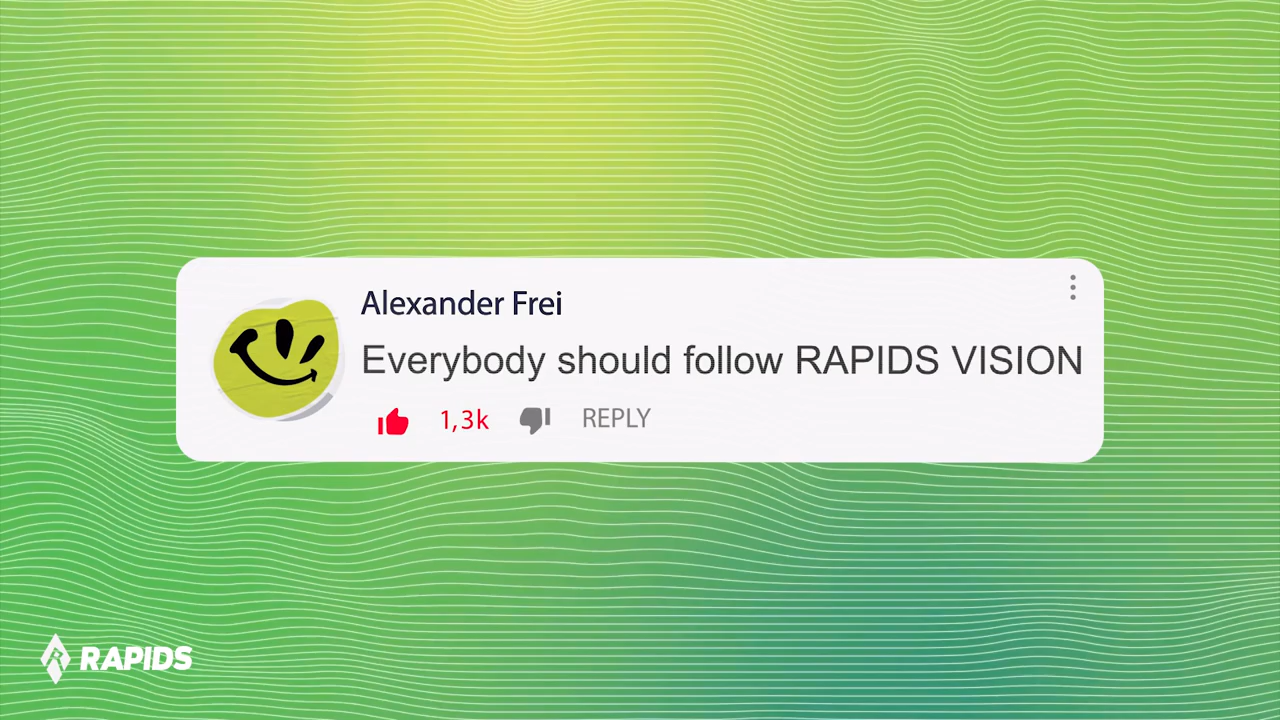 Alexander Frei
Everybody should follow RAPIDS VISION
1,3k REPLY
RAPIDS